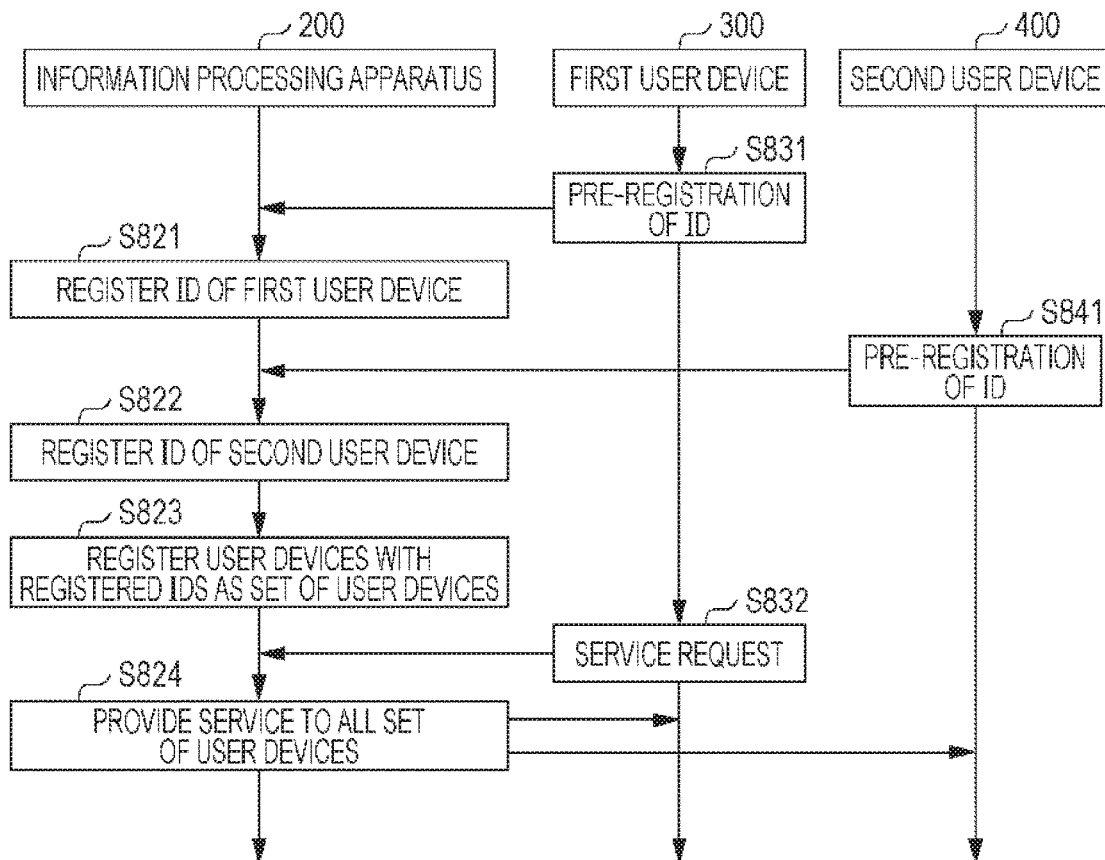 200
300
400
INFORMATION PROCESSING APPARATUS
FIRST USER DEVICE
SECOND USER DEVICE
S831
PRE-REGISTRATION
OF ID
S821
REGISTER ID OF FIRST USER DEVICE
S841
PRE-REGISTRATION
OF ID
S822
REGISTER ID OF SECOND USER DEVICE
S823
REGISTER USER DEVICES WITH
REGISTERED IDS AS SET OF USER DEVICES
S832
SERVICE REQUEST
S824
PROVIDE SERVICE TO ALL SET
OF USER DEVICES